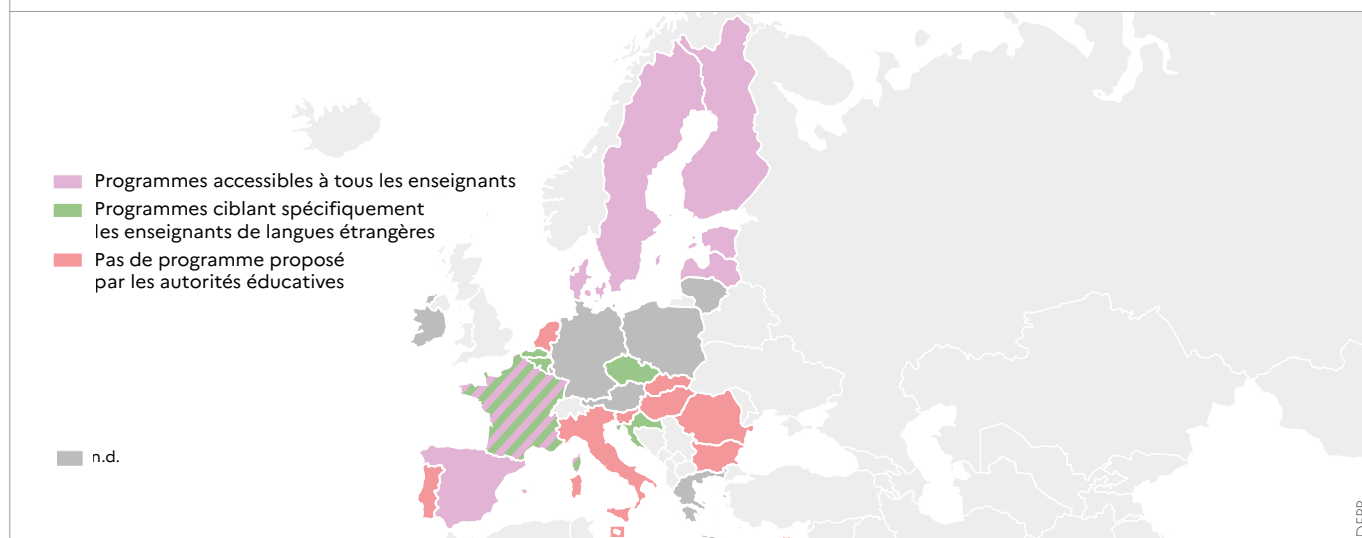 Programmes accessibles à tous les enseignants
Programmes ciblant spécifiquement
les enseignants de langues étrangères
Pas de programme proposé
par les autorités éducatives
n.d.
DEPP